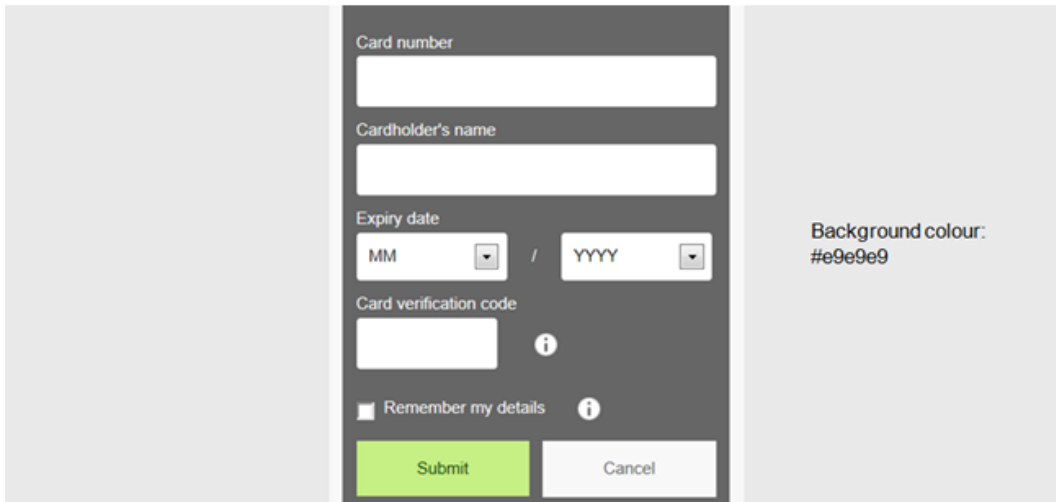 Card number
Cardholder's name
Expiry date
MM / YYYY
Card verification code
Remember my details
Submit Cancel
Background colour:
#e9e9e9